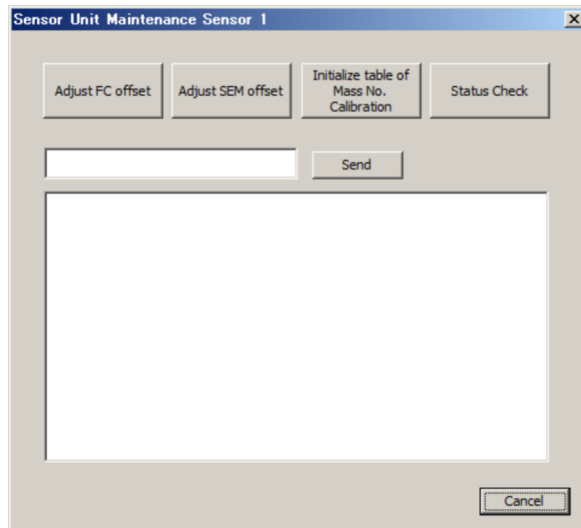 Sensor Unit Maintenance Sensor 1
Adjust FC offset
Adjust SEM offset
Initialize table of
Mass No.
Calibration
Status Check
Send
Cancel